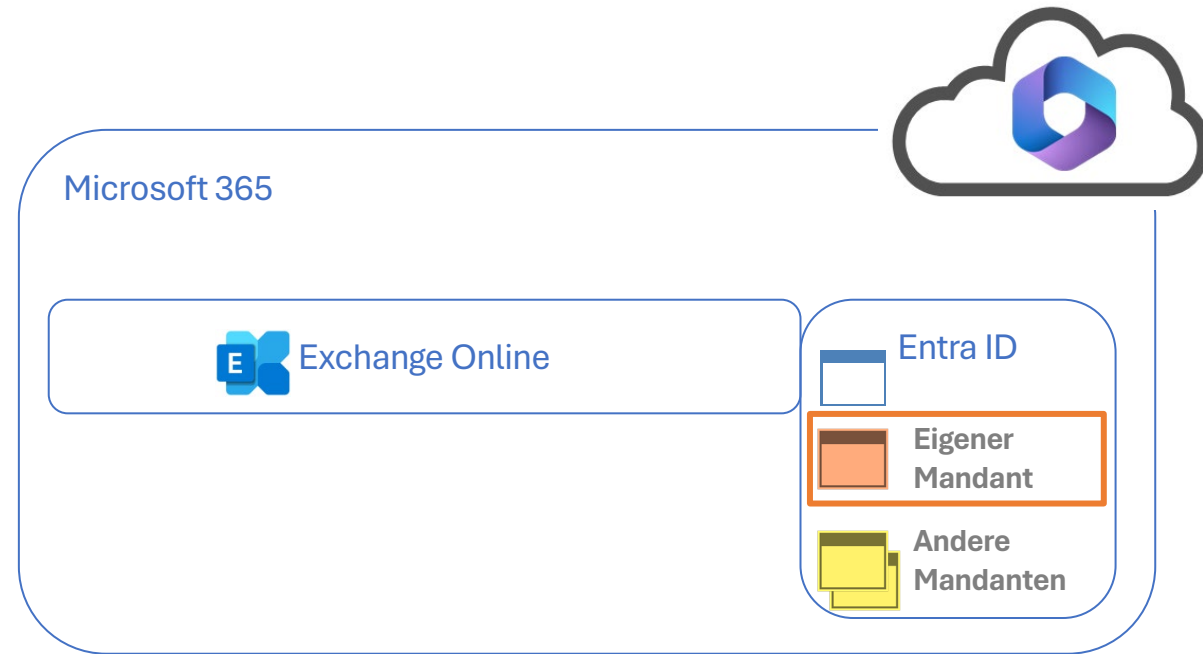 Microsoft 365
E
Exchange Online
Entra ID
Eigener
Mandant
Andere
Mandanten